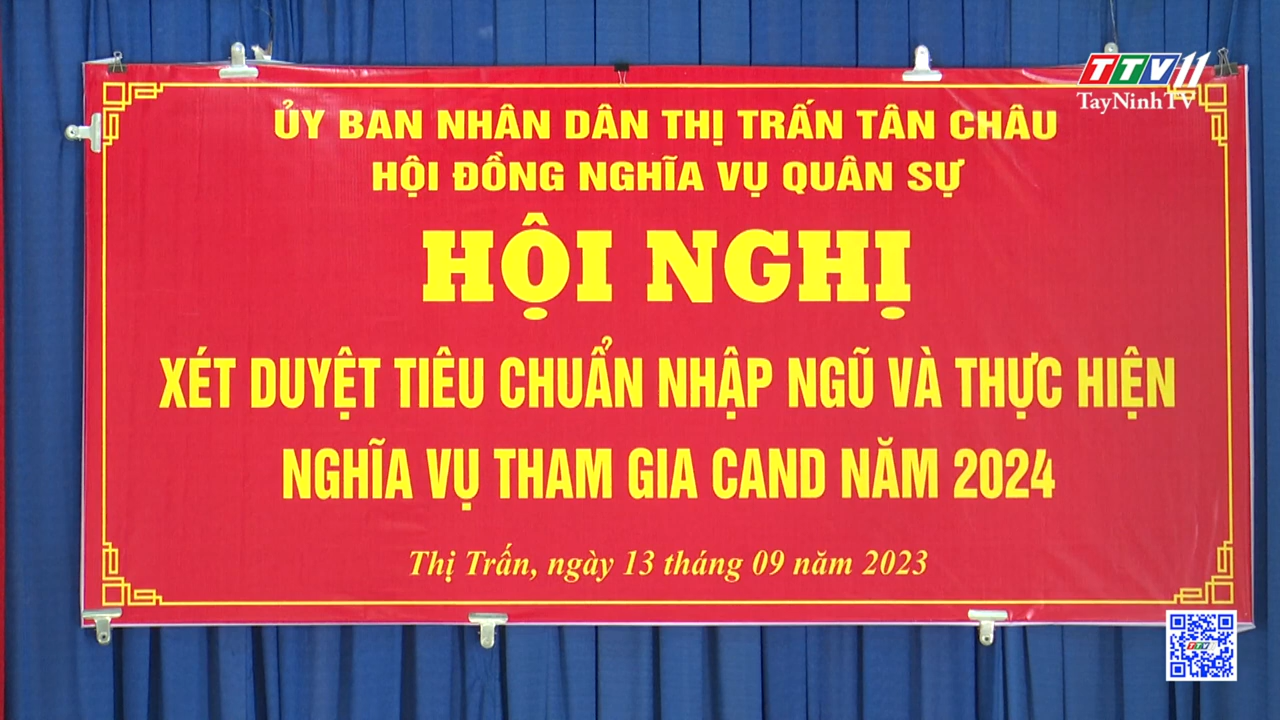 TTV11
TayNinhTV
ỦY BAN NHÂN DÂN THỊ TRẤN TÂN CHÂU
HỘI ĐỒNG NGHĨA VỤ QUÂN SỰ
HỘI NGHỊ
XÉT DUYỆT TIÊU CHUẨN NHẬP NGŨ VÀ THỰC HIỆN
NGHĨA VỤ THAM GIA CAND NĂM 2024
Thị Trấn, ngày 13 tháng 09 năm 2023
TTV11